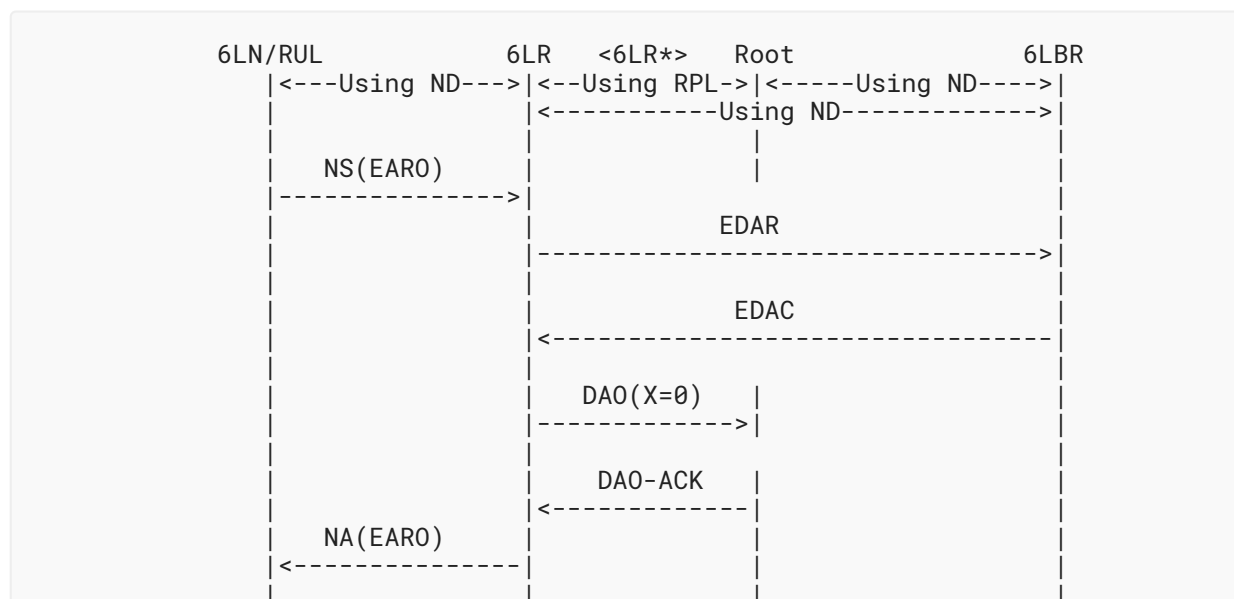 6LN/RUL 6LR <6LR*> Root 6LBR
|<---Using ND--->|<--Using RPL->|<-----Using ND---->|
|<-----------Using ND------------->|
NS(EARO)
EDAR
EDAC
DAO(X=0)
DAO-ACK
NA(EARO)